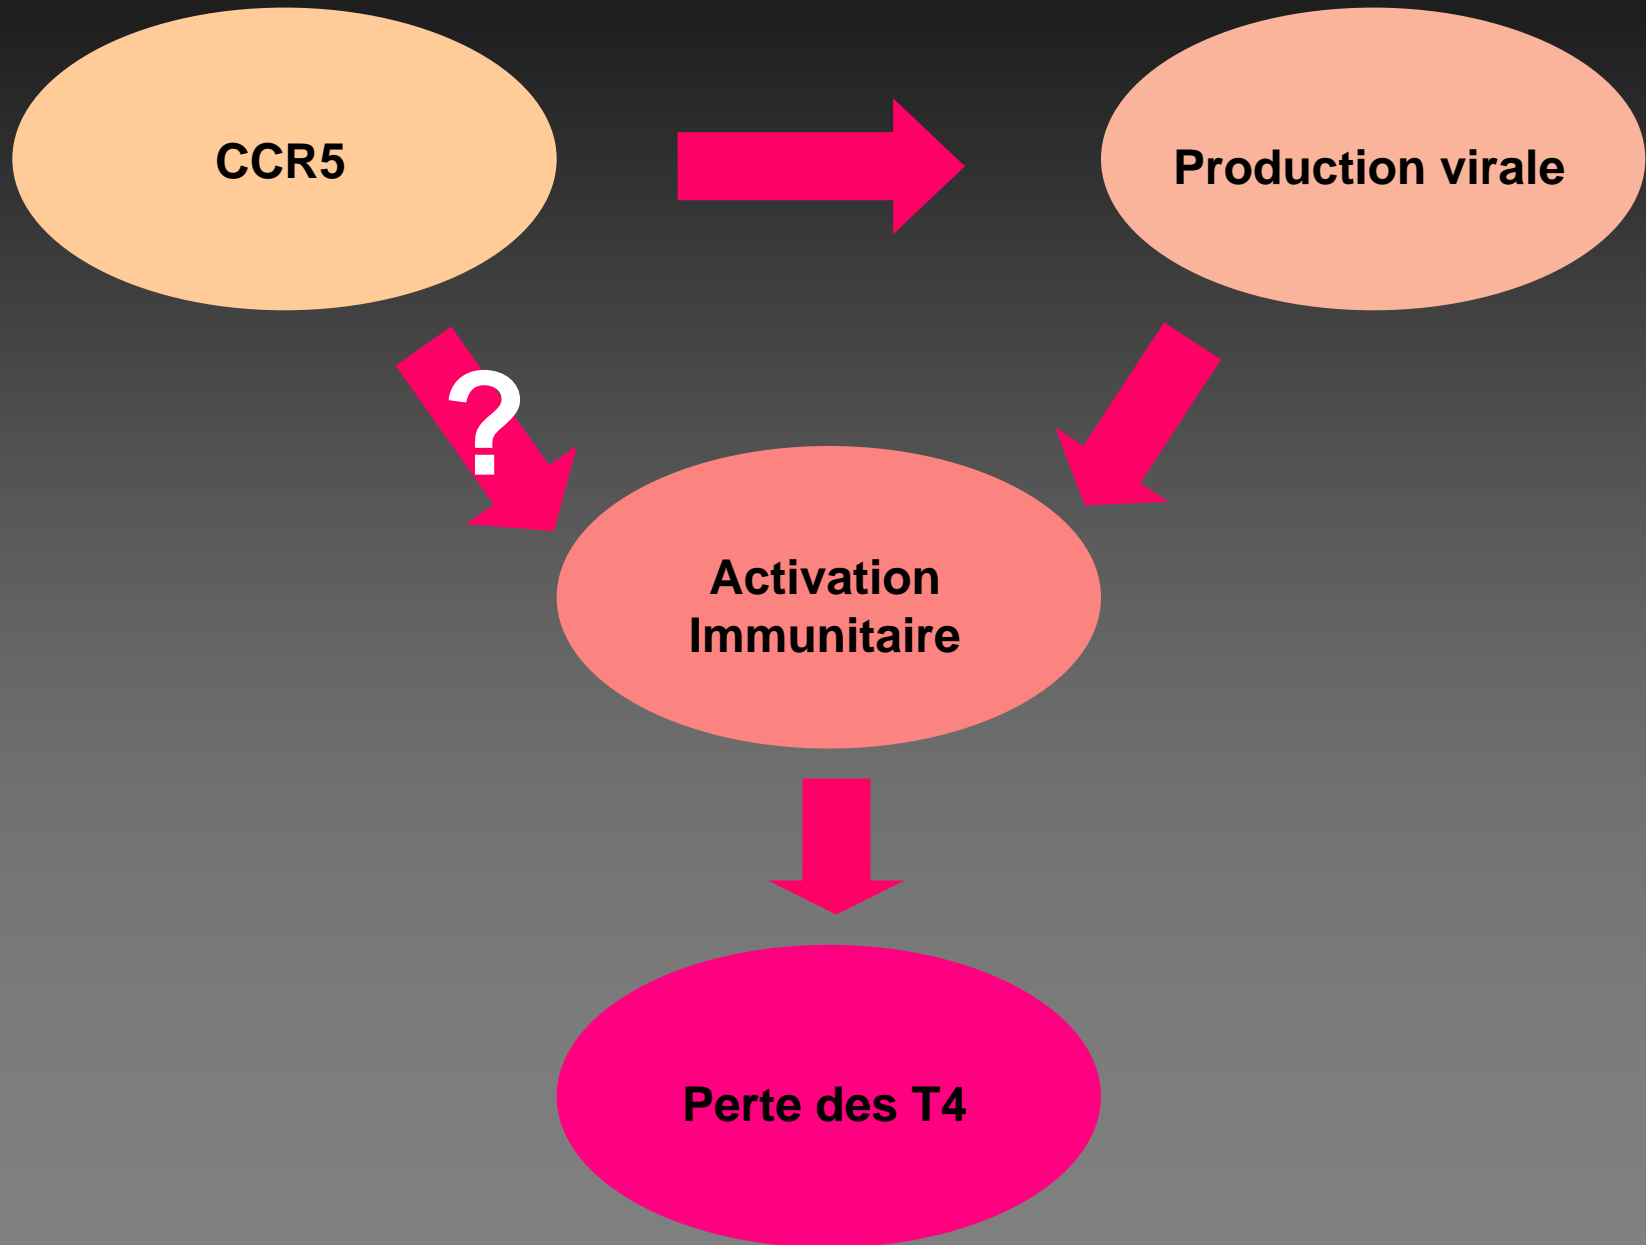 CCR5
Production virale
?
Activation
Immunitaire
Perte des T4